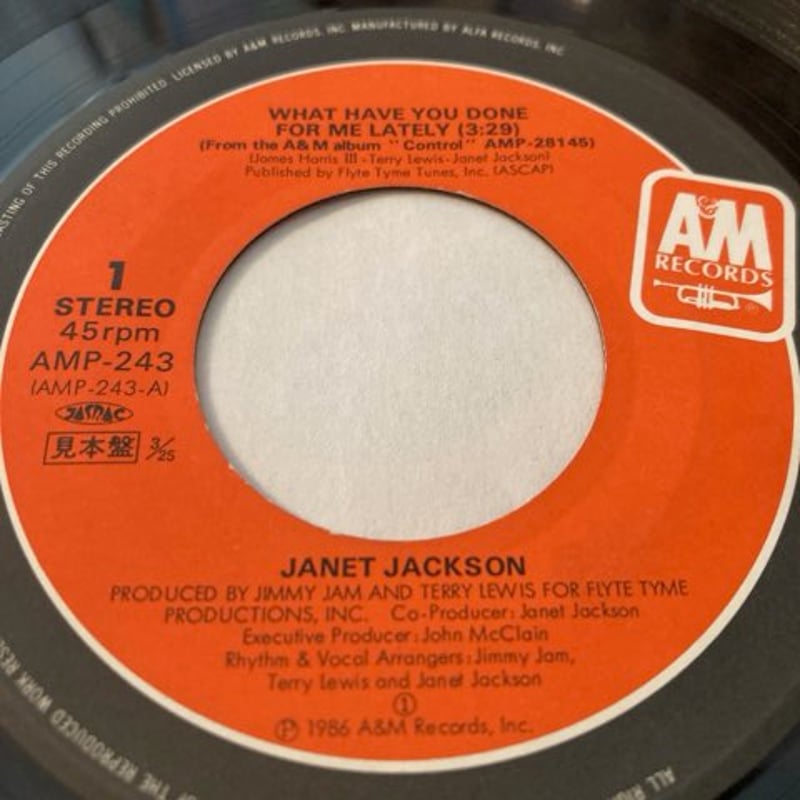 ASTING OF THIS RECORDING PROHIBITED. LICENSED BY A&M RECORDS, INC. MANUFACTURED BY ALFA RECORDS, INC.
WHAT HAVE YOU DONE
FOR ME LATELY (3:29)
(From the A&M album "Control" AMP-28145)
(James Harris III-Terry Lewis-Janet Jackson)
Published by Flyte Tyme Tunes, Inc. (ASCAP)
A&M
RECORDS
1
STEREO
45rpm
AMP-243
(AMP-243-A)
JASRAC
見本盤 3/25
JANET JACKSON
PRODUCED BY JIMMY JAM AND TERRY LEWIS FOR FLYTE TYME
PRODUCTIONS, INC. Co-Producer: Janet Jackson
Executive Producer: John McClain
Rhythm & Vocal Arrangers: Jimmy Jam,
Terry Lewis and Janet Jackson
①
Ⓟ 1986 A&M Records, Inc.
ALL RIG
OF THE REPRODUCED WORK RESE